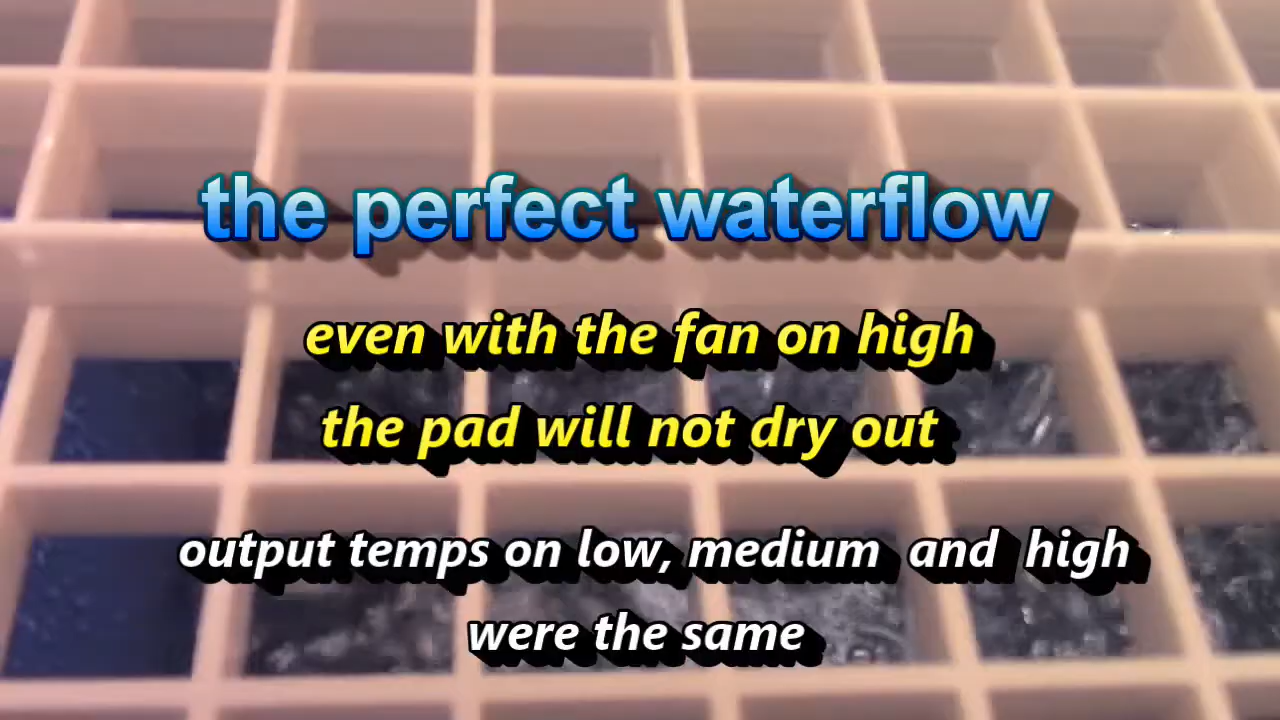 the perfect waterflow
even with the fan on high
the pad will not dry out
output temps on low, medium and high
were the same